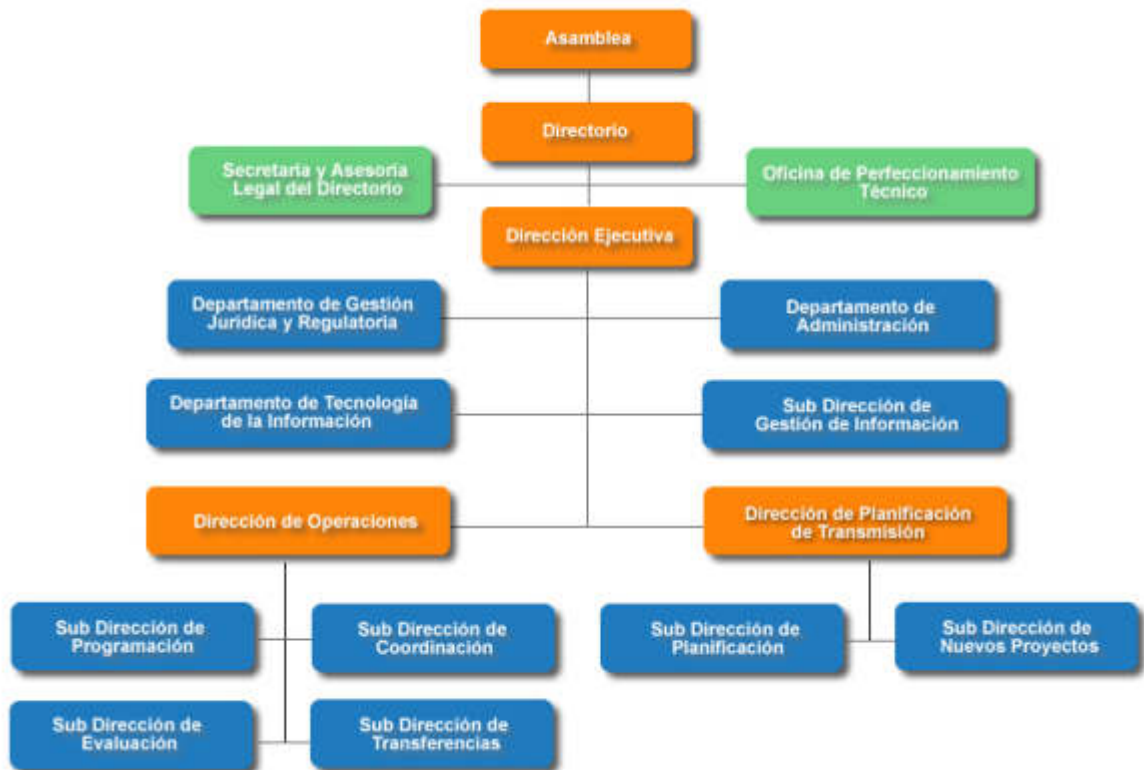 Asamblea
Directorio
Secretaría y Asesoría
Legal del Directorio
Oficina de Perfeccionamiento
Técnico
Dirección Ejecutiva
Departamento de Gestión
Jurídica y Regulatoria
Departamento de
Administración
Departamento de Tecnología
de la Información
Sub Dirección de
Gestión de Información
Dirección de Operaciones
Dirección de Planificación
de Transmisión
Sub Dirección de
Programación
Sub Dirección de
Coordinación
Sub Dirección de
Planificación
Sub Dirección de
Nuevos Proyectos
Sub Dirección de
Evaluación
Sub Dirección de
Transferencias